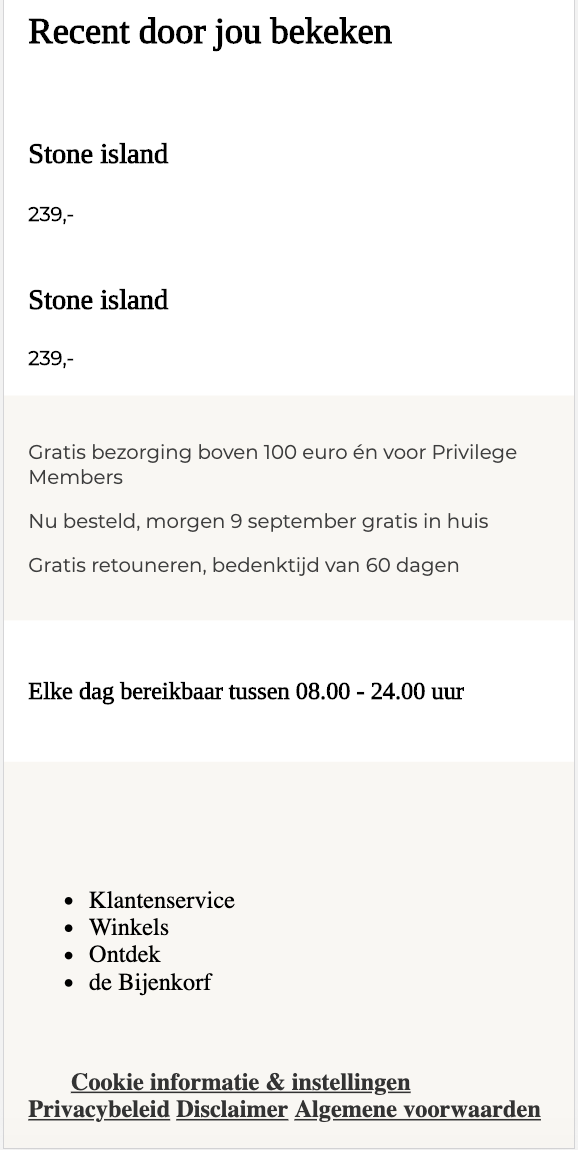 Recent door jou bekeken
Stone island
239,-
Stone island
239,-
Gratis bezorging boven 100 euro én voor Privilege
Members
Nu besteld, morgen 9 september gratis in huis
Gratis retouneren, bedenktijd van 60 dagen
Elke dag bereikbaar tussen 08.00 - 24.00 uur
Klantenservice
Winkels
Ontdek
de Bijenkorf
Cookie informatie & instellingen
Privacybeleid Disclaimer Algemene voorwaarden